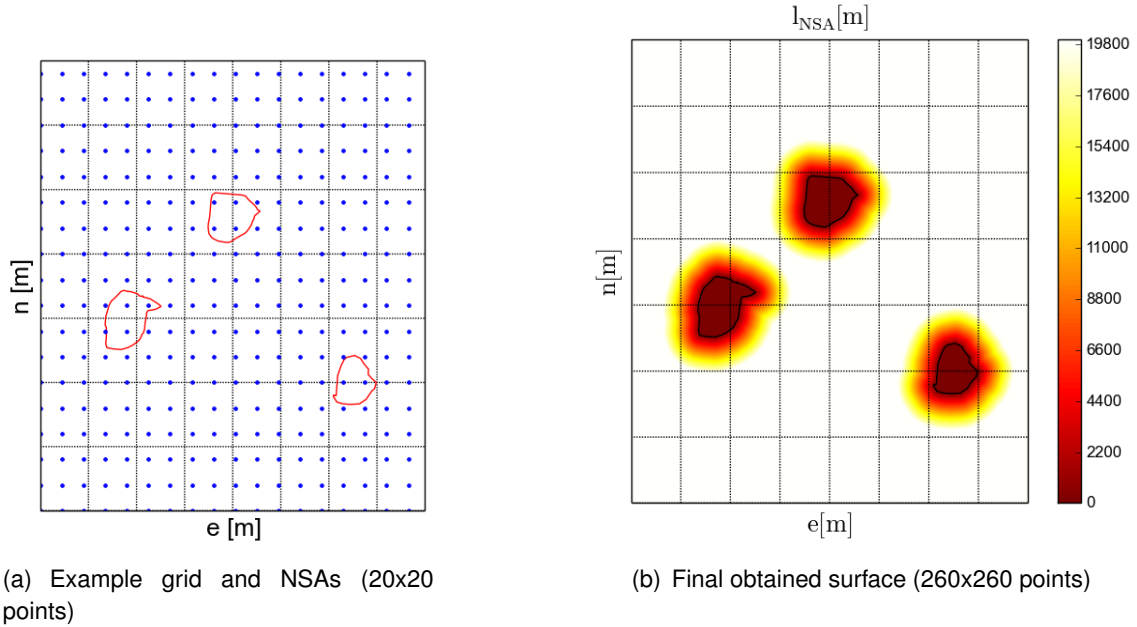 n [m]
e [m]
(a) Example grid and NSAs (20x20
points)
l_NSA[m]
n[m]
e[m]
19800
17600
15400
13200
11000
8800
6600
4400
2200
0
(b) Final obtained surface (260x260 points)